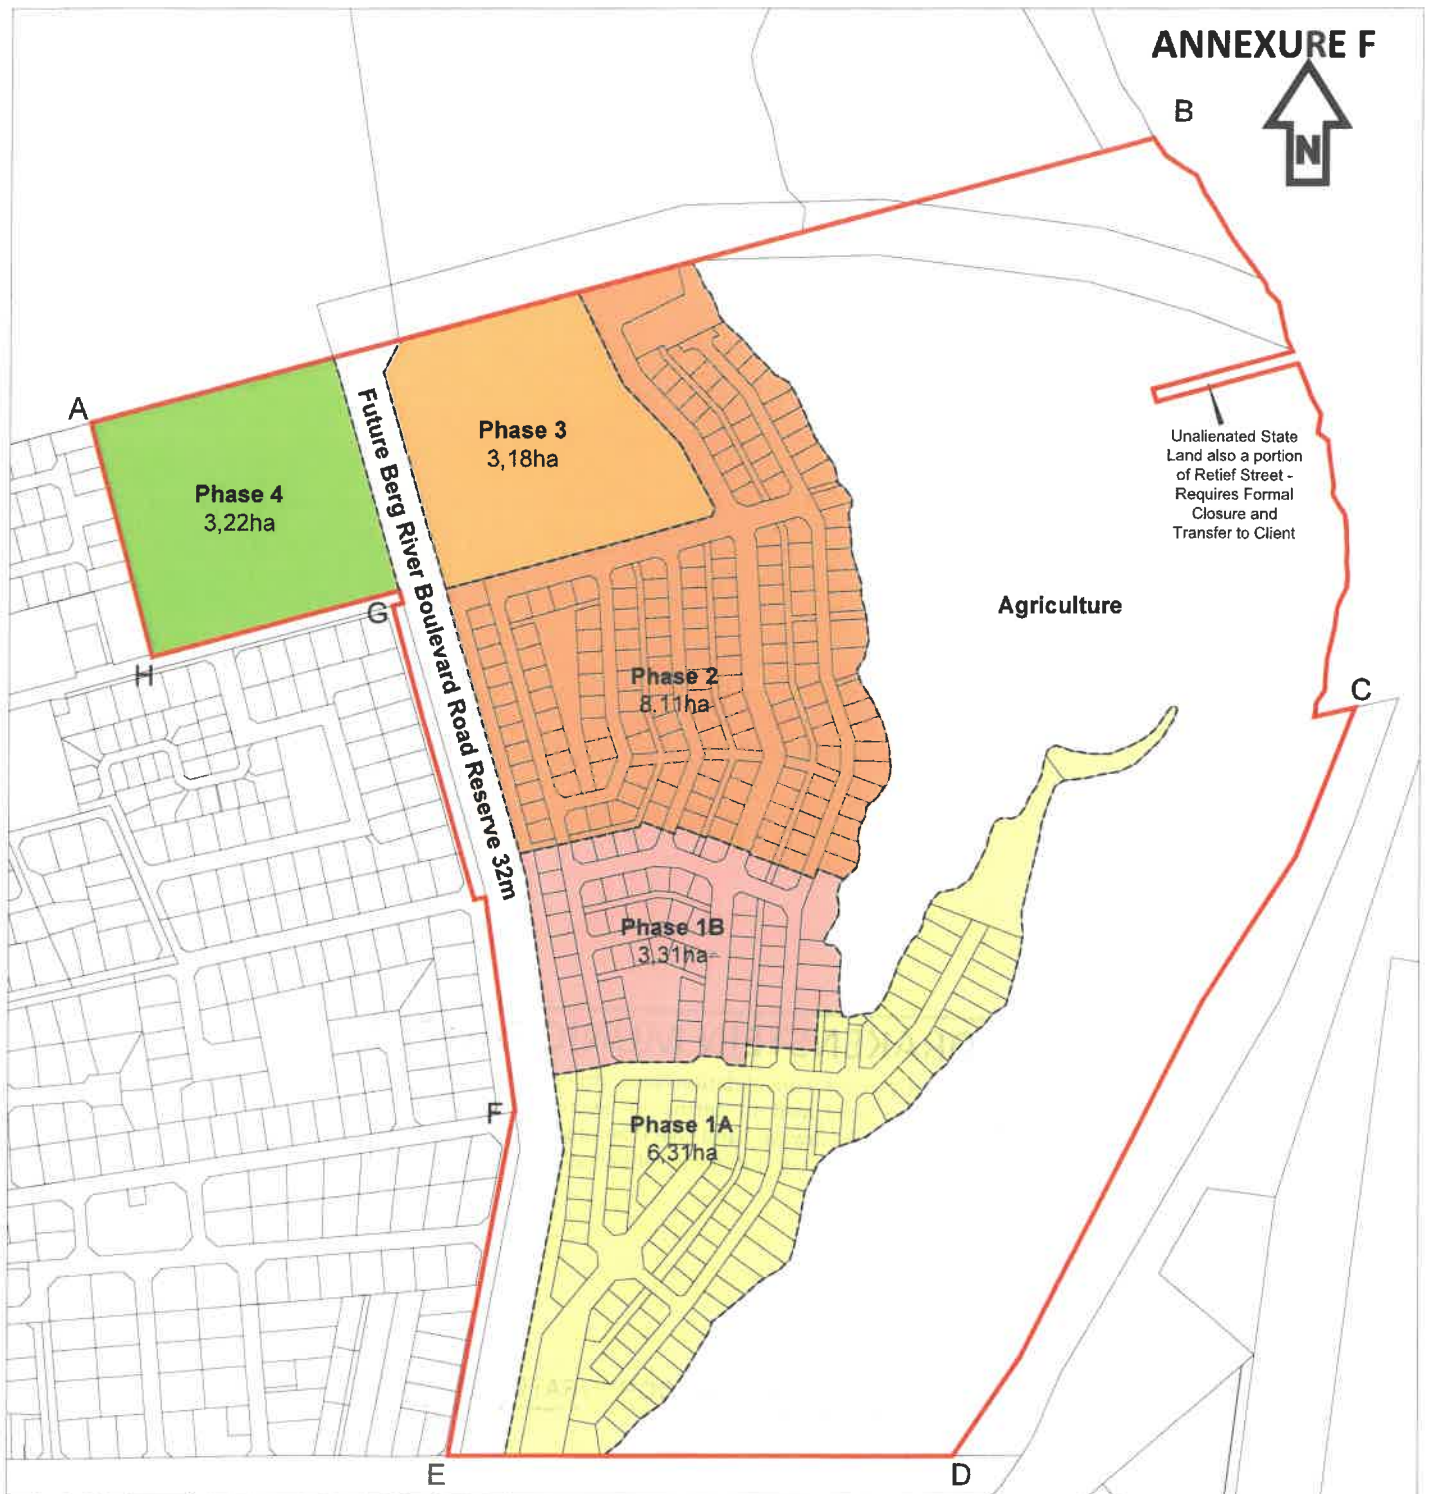 ANNEXURE F
B
N
A
Phase 3
3,18ha
Phase 4
3,22ha
Future Berg River Boulevard Road Reserve 32m
Unalienated State
Land also a portion
of Retief Street -
Requires Formal
Closure and
Transfer to Client
Agriculture
G
H
Phase 2
8,11ha
C
Phase 1B
3,31ha
F
Phase 1A
6,31ha
E
D